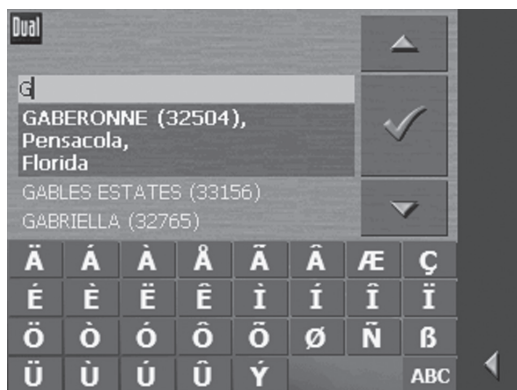 Dual
G
GABERONNE (32504),
Pensacola,
Florida
GABLES ESTATES (33156)
GABRIELLA (32765)
Ä Á À Å Ã Â Æ Ç
É È Ë Ê Ì Í Î Ï
Ö Ò Ó Ô Õ Ø Ñ ß
Ü Ù Ú Û Ý ABC